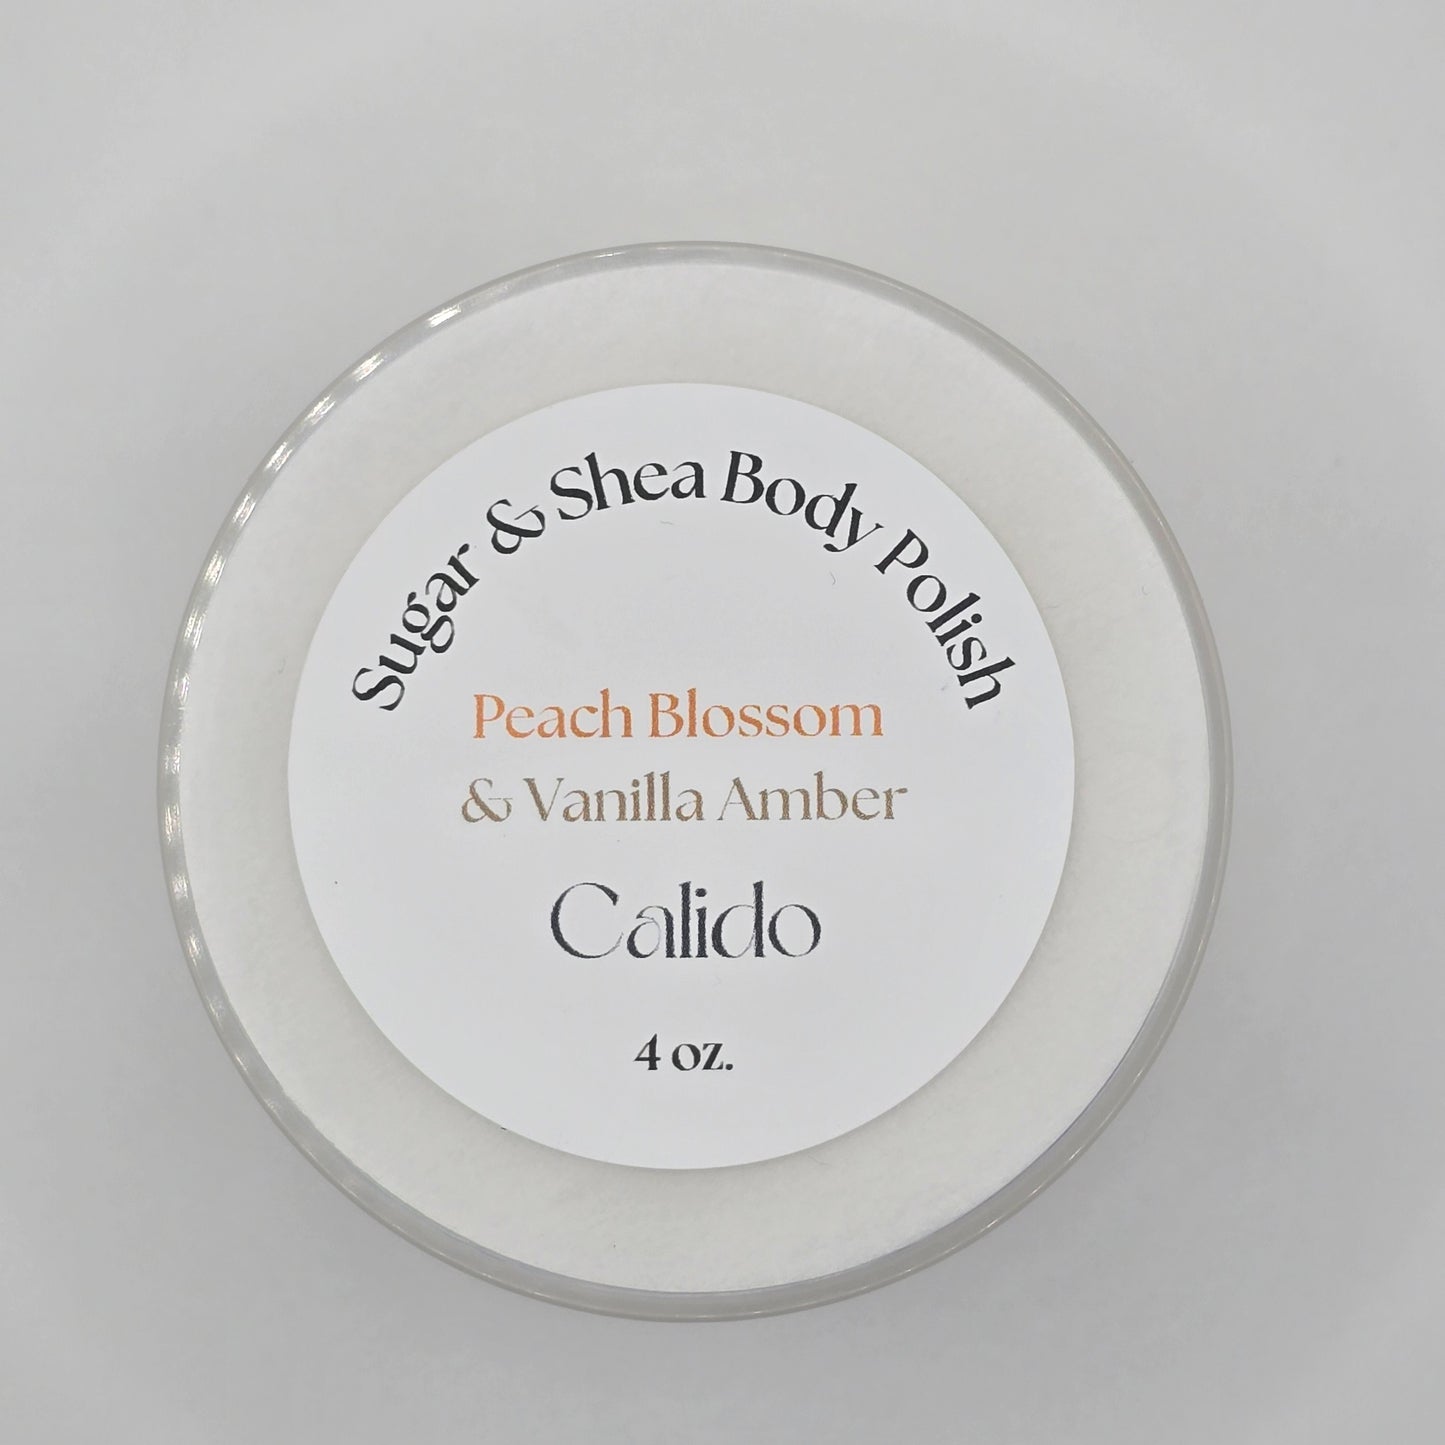 Sugar & Shea Body Polish
Peach Blossom
& Vanilla Amber
Calido
4 oz.